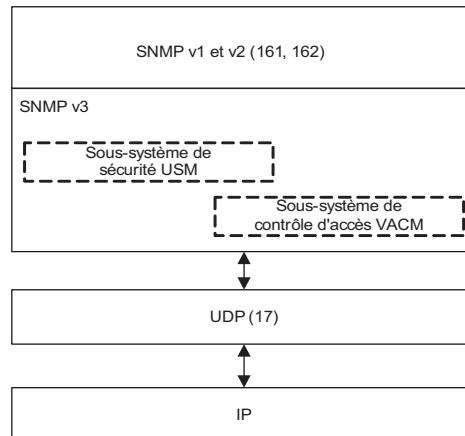 SNMP v1 et v2 (161, 162)
SNMP v3
Sous-système de
sécurité USM
Sous-système de
contrôle d'accès VACM
UDP (17)
IP